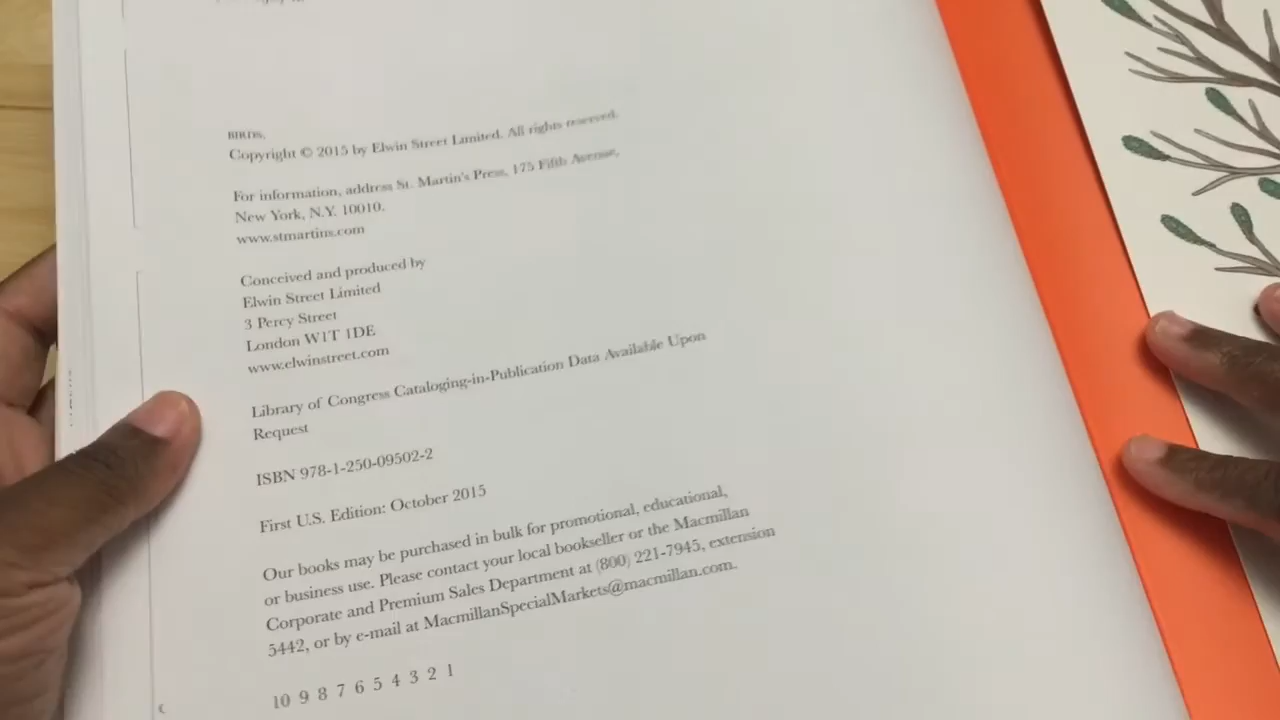 BIRDS.
Copyright © 2015 by Elwin Street Limited. All rights reserved.
For information, address St. Martin's Press, 175 Fifth Avenue,
New York, N.Y. 10010.
www.stmartins.com
Conceived and produced by
Elwin Street Limited
3 Percy Street
London W1T 1DE
www.elwinstreet.com
Library of Congress Cataloging-in-Publication Data Available Upon
Request
ISBN 978-1-250-09502-2
First U.S. Edition: October 2015
Our books may be purchased in bulk for promotional, educational,
or business use. Please contact your local bookseller or the Macmillan
Corporate and Premium Sales Department at (800) 221-7945, extension
5442, or by e-mail at MacmillanSpecialMarkets@macmillan.com.
10 9 8 7 6 5 4 3 2 1